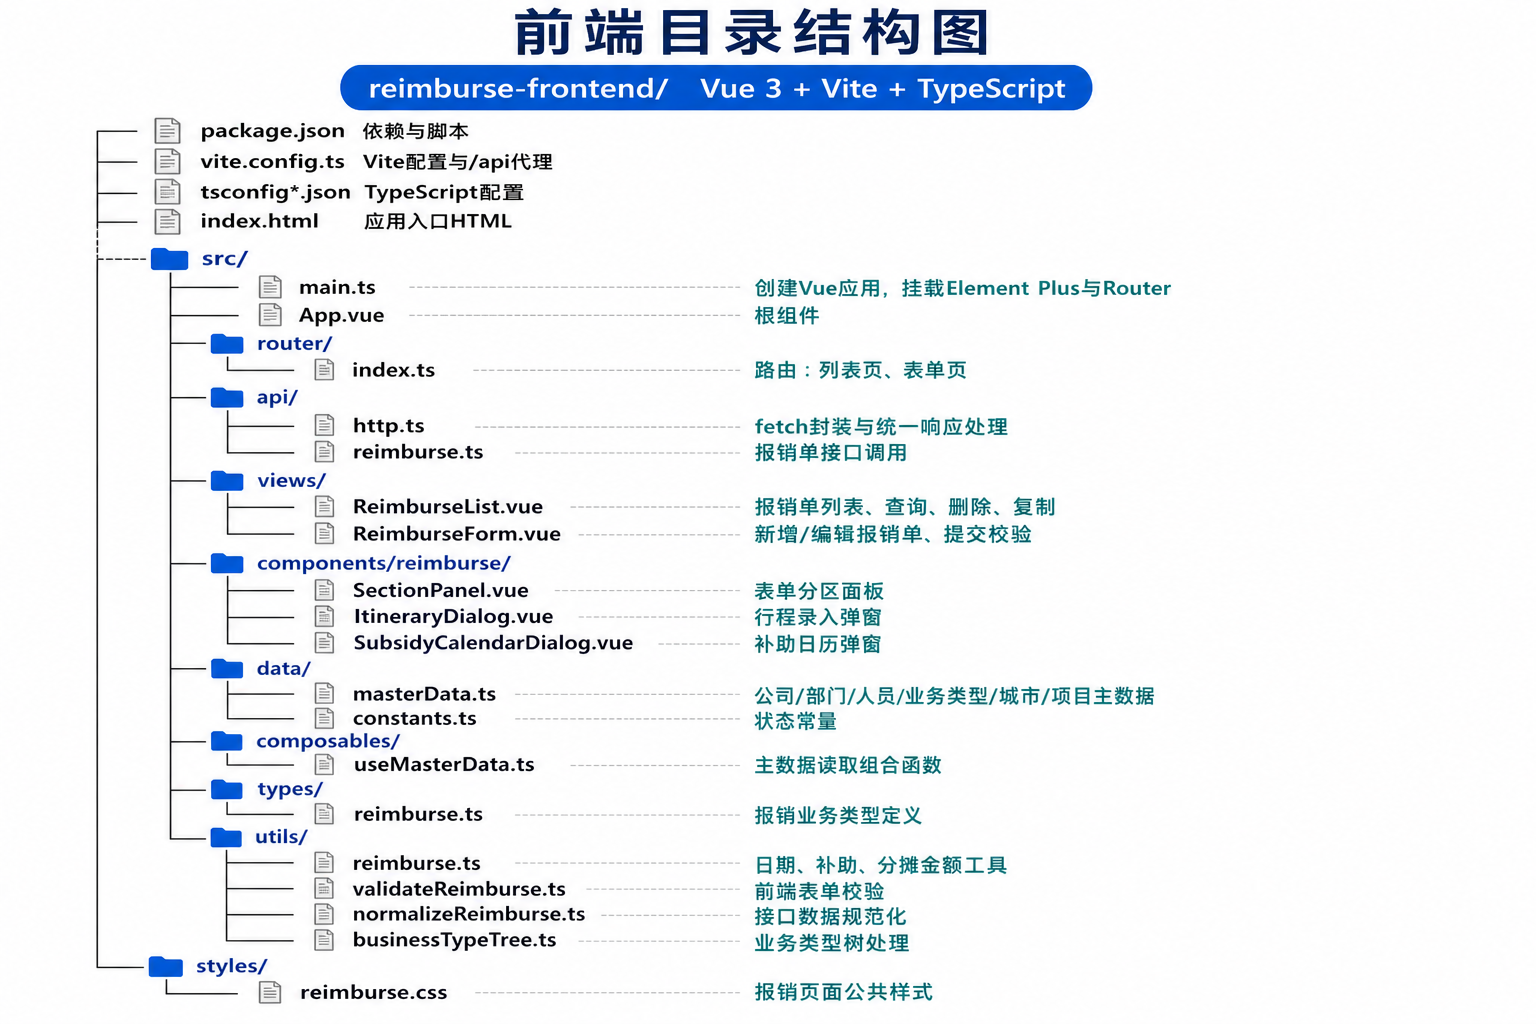 前端目录结构图
reimburse-frontend/ Vue 3 + Vite + TypeScript
package.json 依赖与脚本
vite.config.ts Vite配置与/api代理
tsconfig*.json TypeScript配置
index.html 应用入口HTML
src/
main.ts 创建Vue应用，挂载Element Plus与Router
App.vue 根组件
router/
index.ts 路由：列表页、表单页
api/
http.ts fetch封装与统一响应处理
reimburse.ts 报销单接口调用
views/
ReimburseList.vue 报销单列表、查询、删除、复制
ReimburseForm.vue 新增/编辑报销单、提交校验
components/reimburse/
SectionPanel.vue 表单分区面板
ItineraryDialog.vue 行程录入弹窗
SubsidyCalendarDialog.vue 补助日历弹窗
data/
masterData.ts 公司/部门/人员/业务类型/城市/项目主数据
constants.ts 状态常量
composables/
useMasterData.ts 主数据读取组合函数
types/
reimburse.ts 报销业务类型定义
utils/
reimburse.ts 日期、补助、分摊金额工具
validateReimburse.ts 前端表单校验
normalizeReimburse.ts 接口数据规范化
businessTypeTree.ts 业务类型树处理
styles/
reimburse.css 报销页面公共样式